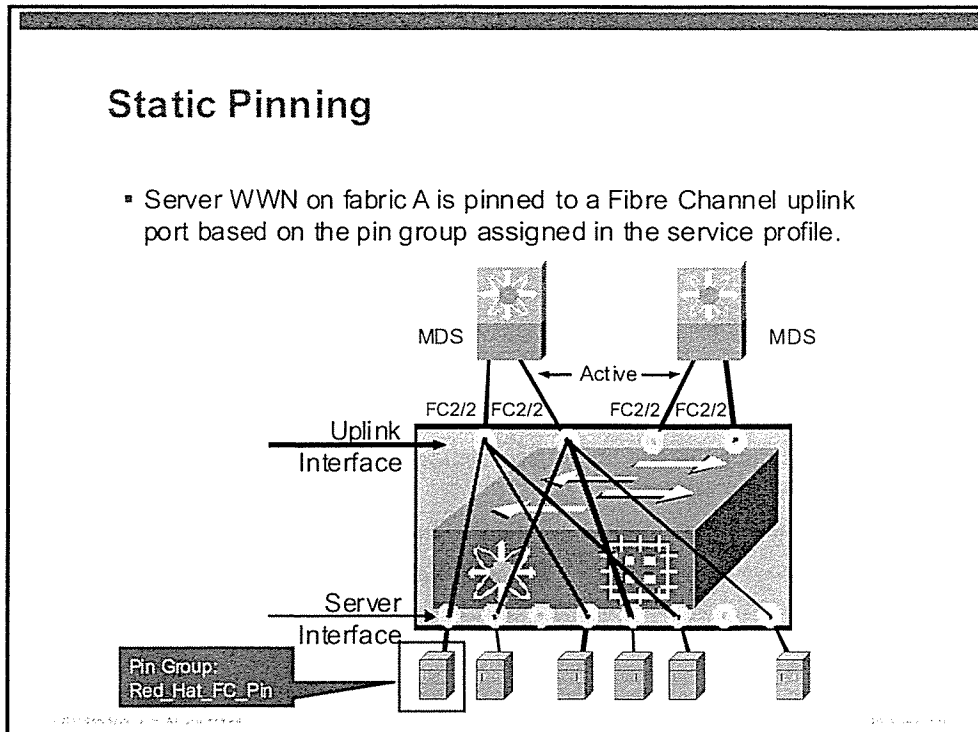 Static Pinning
▪ Server WWN on fabric A is pinned to a Fibre Channel uplink
port based on the pin group assigned in the service profile.
MDS
MDS
Active
FC2/2
FC2/2
FC2/2
FC2/2
Uplink
Interface
Server
Interface
Pin Group:
Red_Hat_FC_Pin